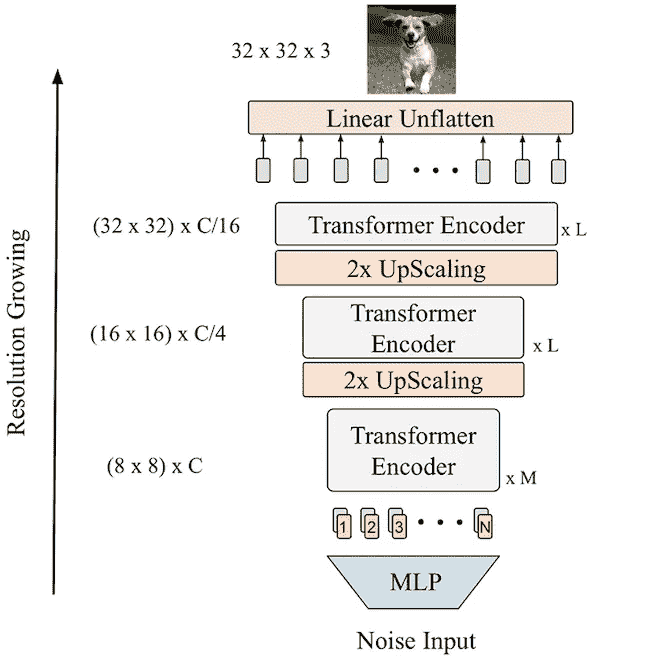 32 x 32 x 3
Linear Unflatten
(32 x 32) x C/16
Transformer Encoder
x L
2x UpScaling
(16 x 16) x C/4
Transformer
Encoder
x L
2x UpScaling
(8 x 8) x C
Transformer
Encoder
x M
1 2 3 N
MLP
Noise Input
Resolution Growing